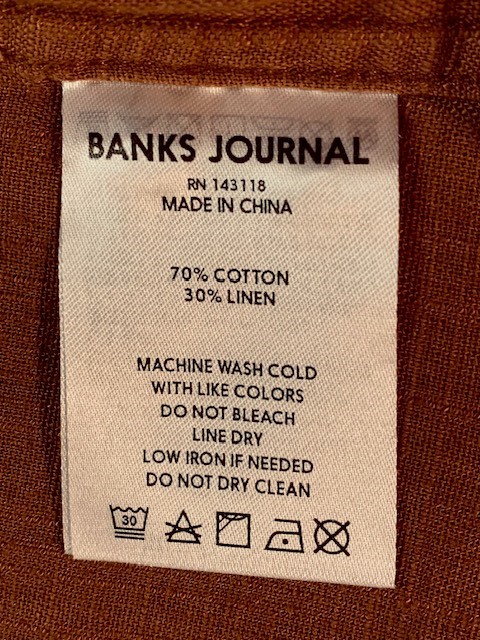 BANKS JOURNAL
RN 143118
MADE IN CHINA
70% COTTON
30% LINEN
MACHINE WASH COLD
WITH LIKE COLORS
DO NOT BLEACH
LINE DRY
LOW IRON IF NEEDED
DO NOT DRY CLEAN
30